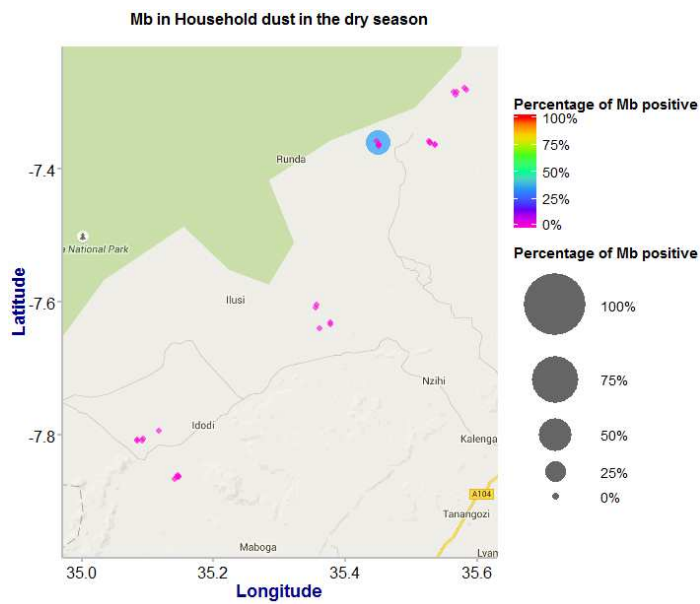 Mb in Household dust in the dry season
Percentage of Mb positive
100%
75%
50%
25%
0%
Percentage of Mb positive
100%
75%
50%
25%
0%
Latitude
-7.4
-7.6
-7.8
Runda
a National Park
Ilusi
Nzihi
Idodi
Kalenga
A104
Tanangozi
Maboga
Lyan
35.0
35.2
35.4
35.6
Longitude